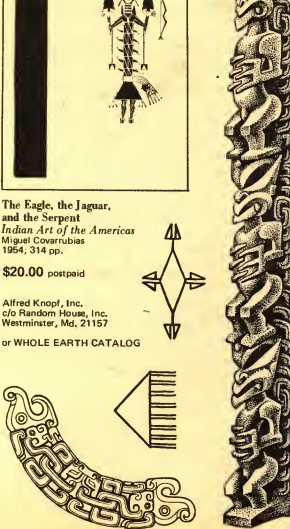 The Eagle, the Jaguar,
and the Serpent
Indian Art of the Americas
Miguel Covarrubias
1954; 314 pp.
$20.00 postpaid
Alfred Knopf, Inc.
c/o Random House, Inc.
Westminster, Md. 21157
or WHOLE EARTH CATALOG